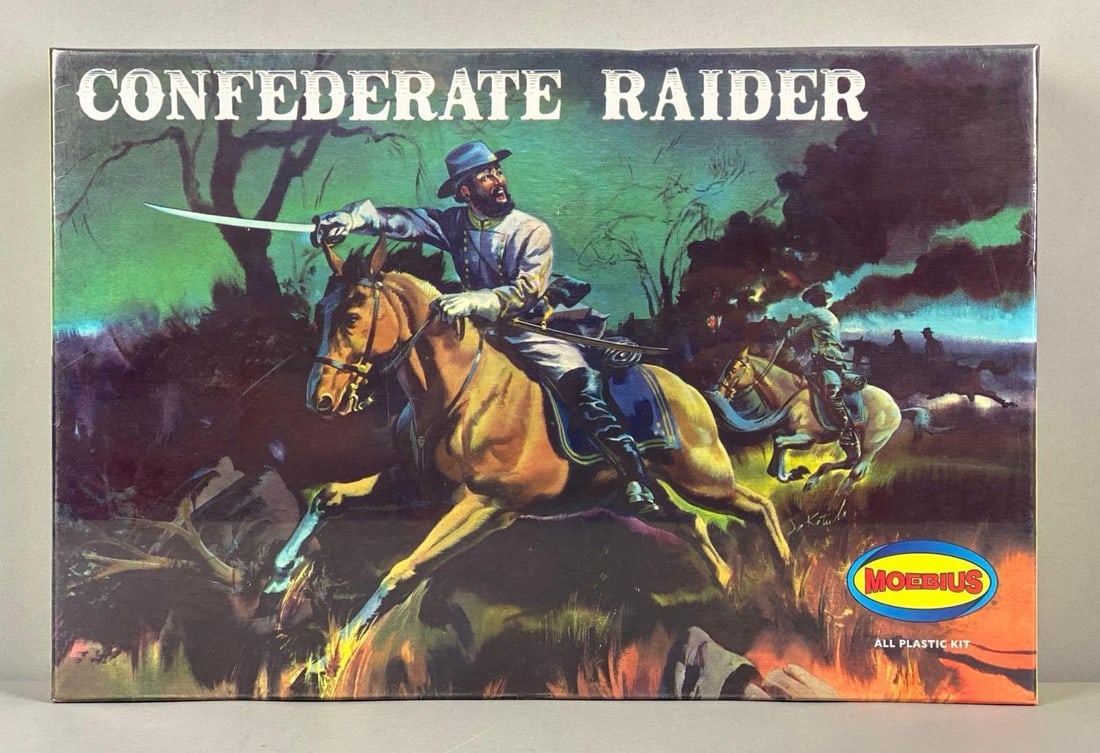 CONFEDERATE RAIDER
MOEBIUS
ALL PLASTIC KIT